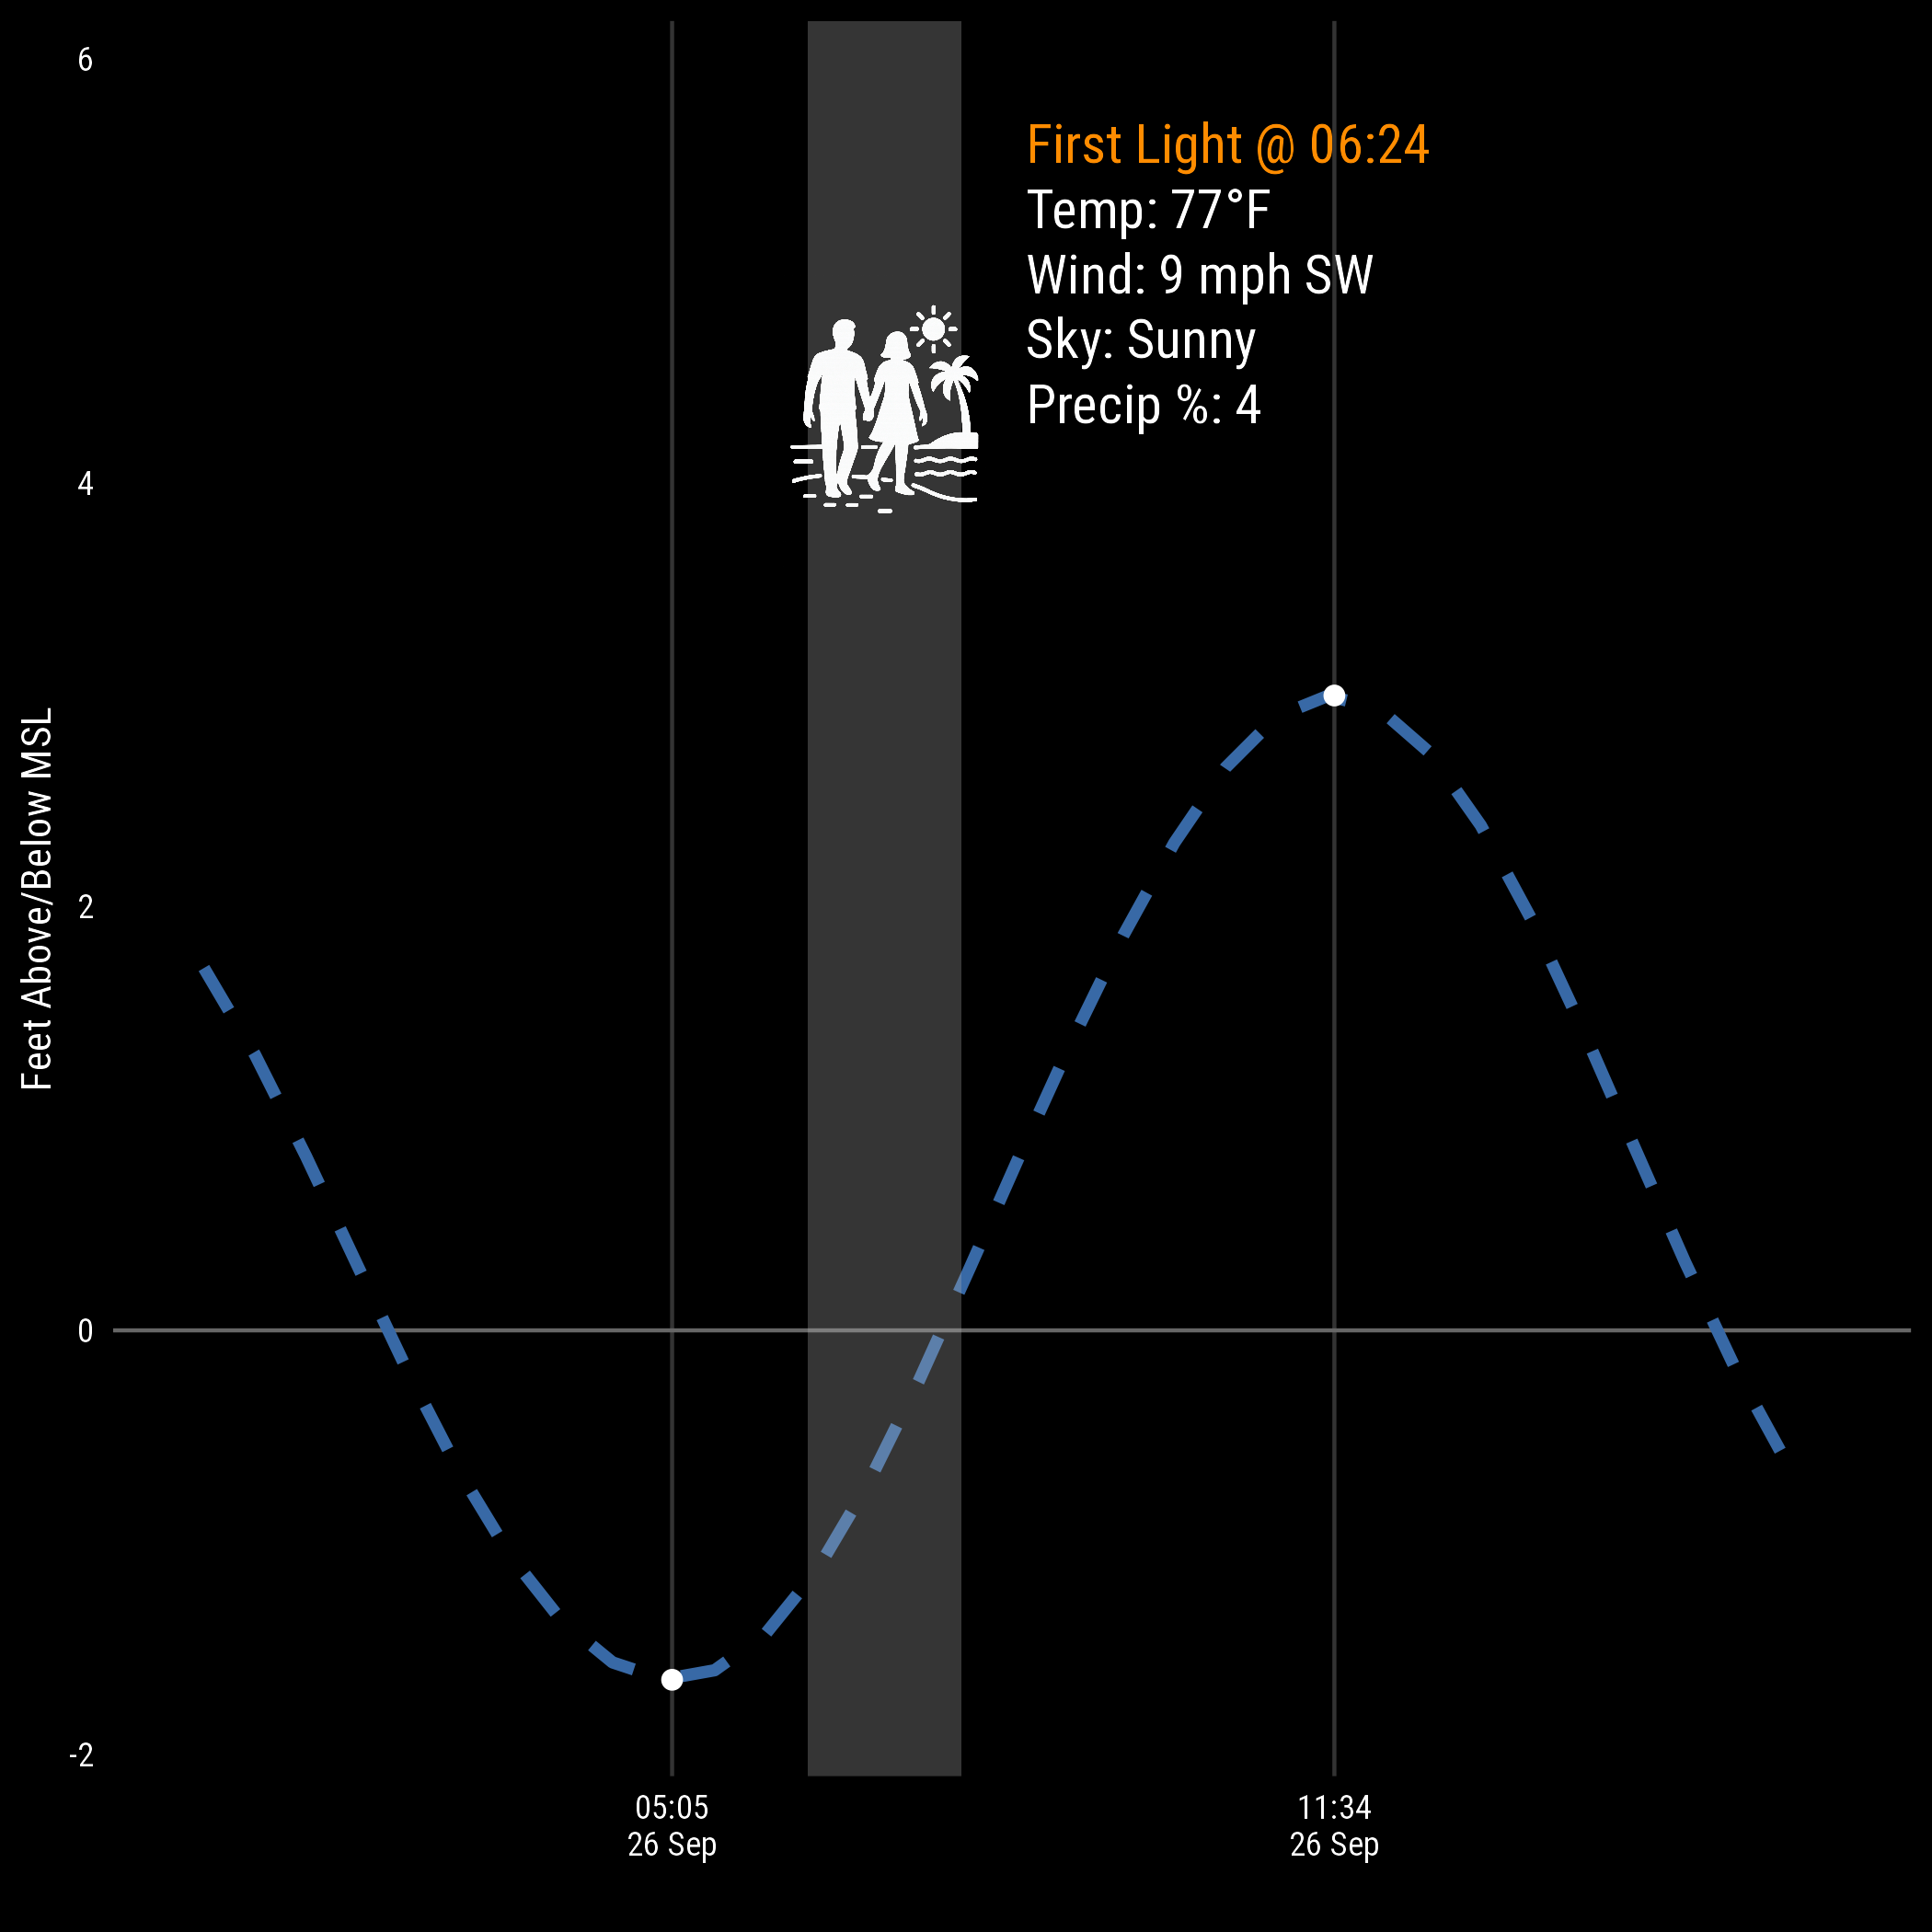 First Light @ 06:24
Temp: 77°F
Wind: 9 mph SW
Sky: Sunny
Precip %: 4
Feet Above/Below MSL
6
4
2
0
-2
05:05
26 Sep
11:34
26 Sep